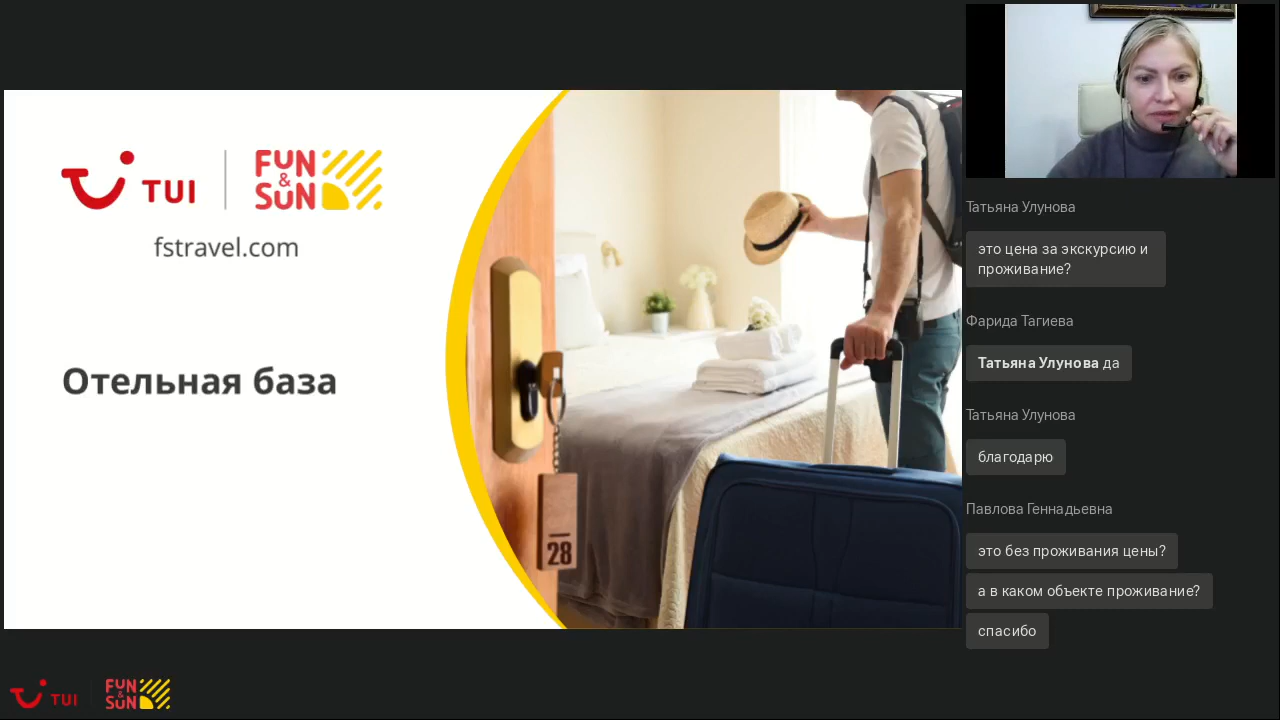 TUI
FUN
&
SUN
fstravel.com
Отельная база
28
Татьяна Улунова
это цена за экскурсию и
проживание?
Фарида Тагиева
Татьяна Улунова да
Татьяна Улунова
благодарю
Павлова Геннадьевна
это без проживания цены?
а в каком объекте проживание?
спасибо
TUI
FUN
&
SUN